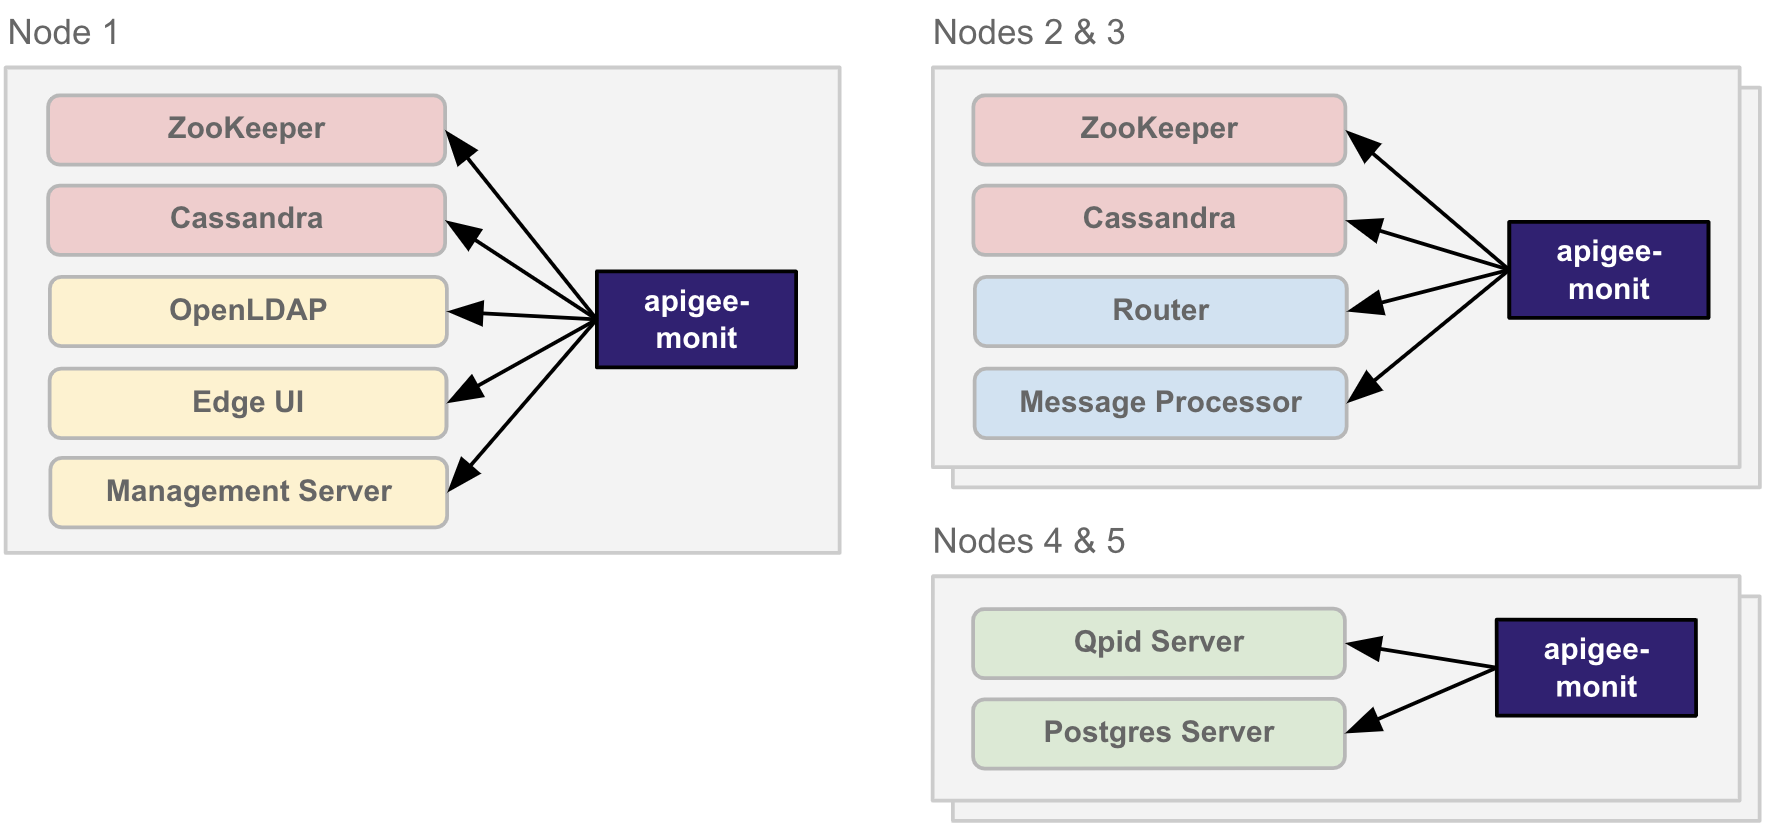 Node 1
ZooKeeper
Cassandra
OpenLDAP
Edge UI
Management Server
apigee-
monit
Nodes 2 & 3
ZooKeeper
Cassandra
Router
Message Processor
apigee-
monit
Nodes 4 & 5
Qpid Server
Postgres Server
apigee-
monit